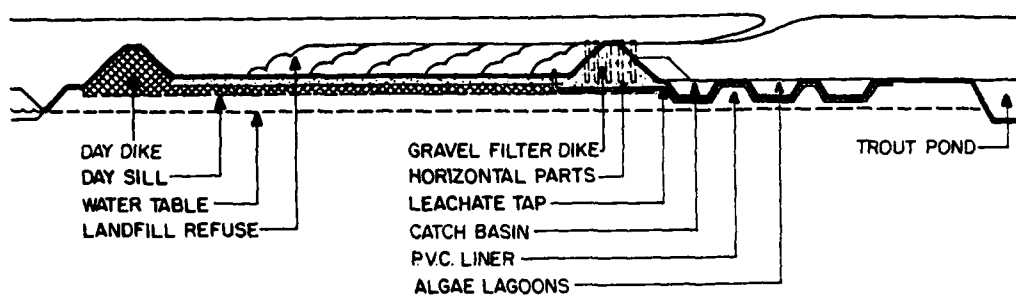 DAY DIKE
DAY SILL
WATER TABLE
LANDFILL REFUSE
GRAVEL FILTER DIKE
HORIZONTAL PARTS
LEACHATE TAP
CATCH BASIN
P.V.C. LINER
ALGAE LAGOONS
TROUT POND